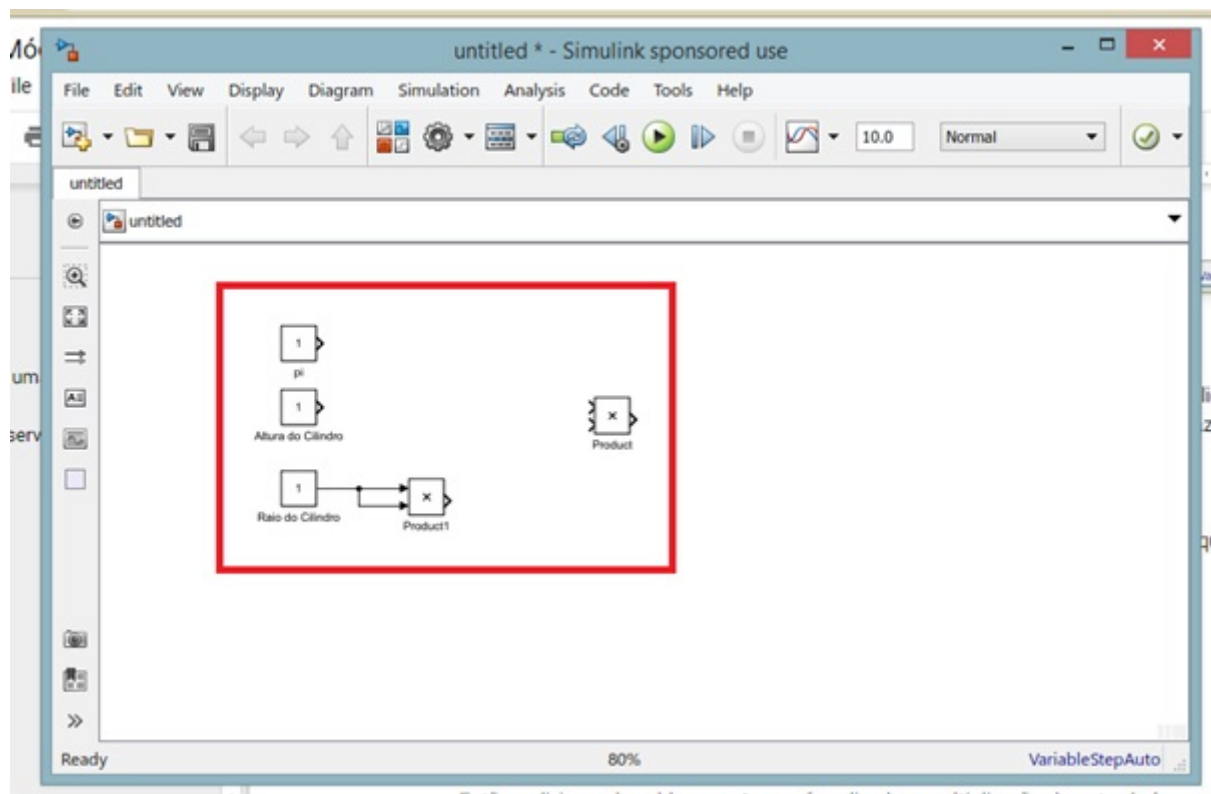 untitled * - Simulink sponsored use
File Edit View Display Diagram Simulation Analysis Code Tools Help
10.0 Normal
untitled
untitled
1
pi
1
Altura do Cilindro
×
Product
1
Raio do Cilindro
×
Product1
Ready 80% VariableStepAuto